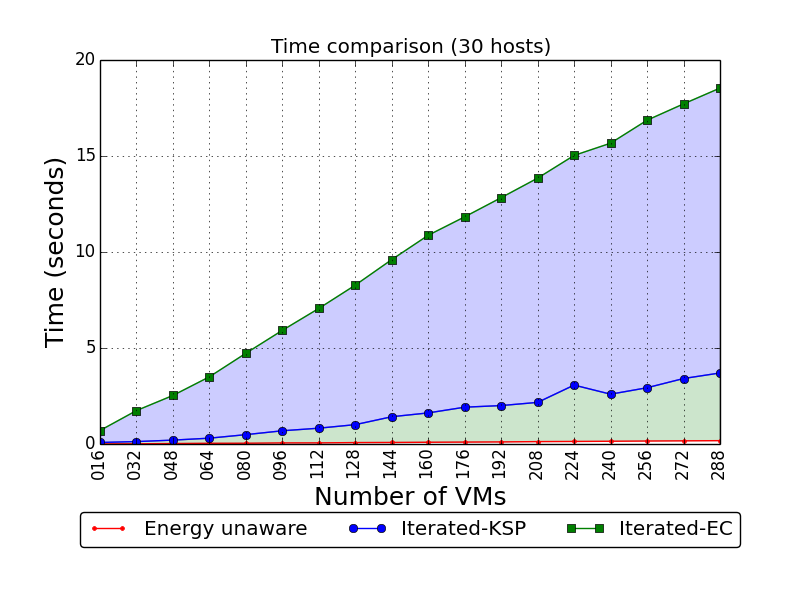 Time comparison (30 hosts)
20
15
10
5
0
Time (seconds)
016 032 048 064 080 096 112 128 144 160 176 192 208 224 240 256 272 288
Number of VMs
Energy unaware Iterated-KSP Iterated-EC